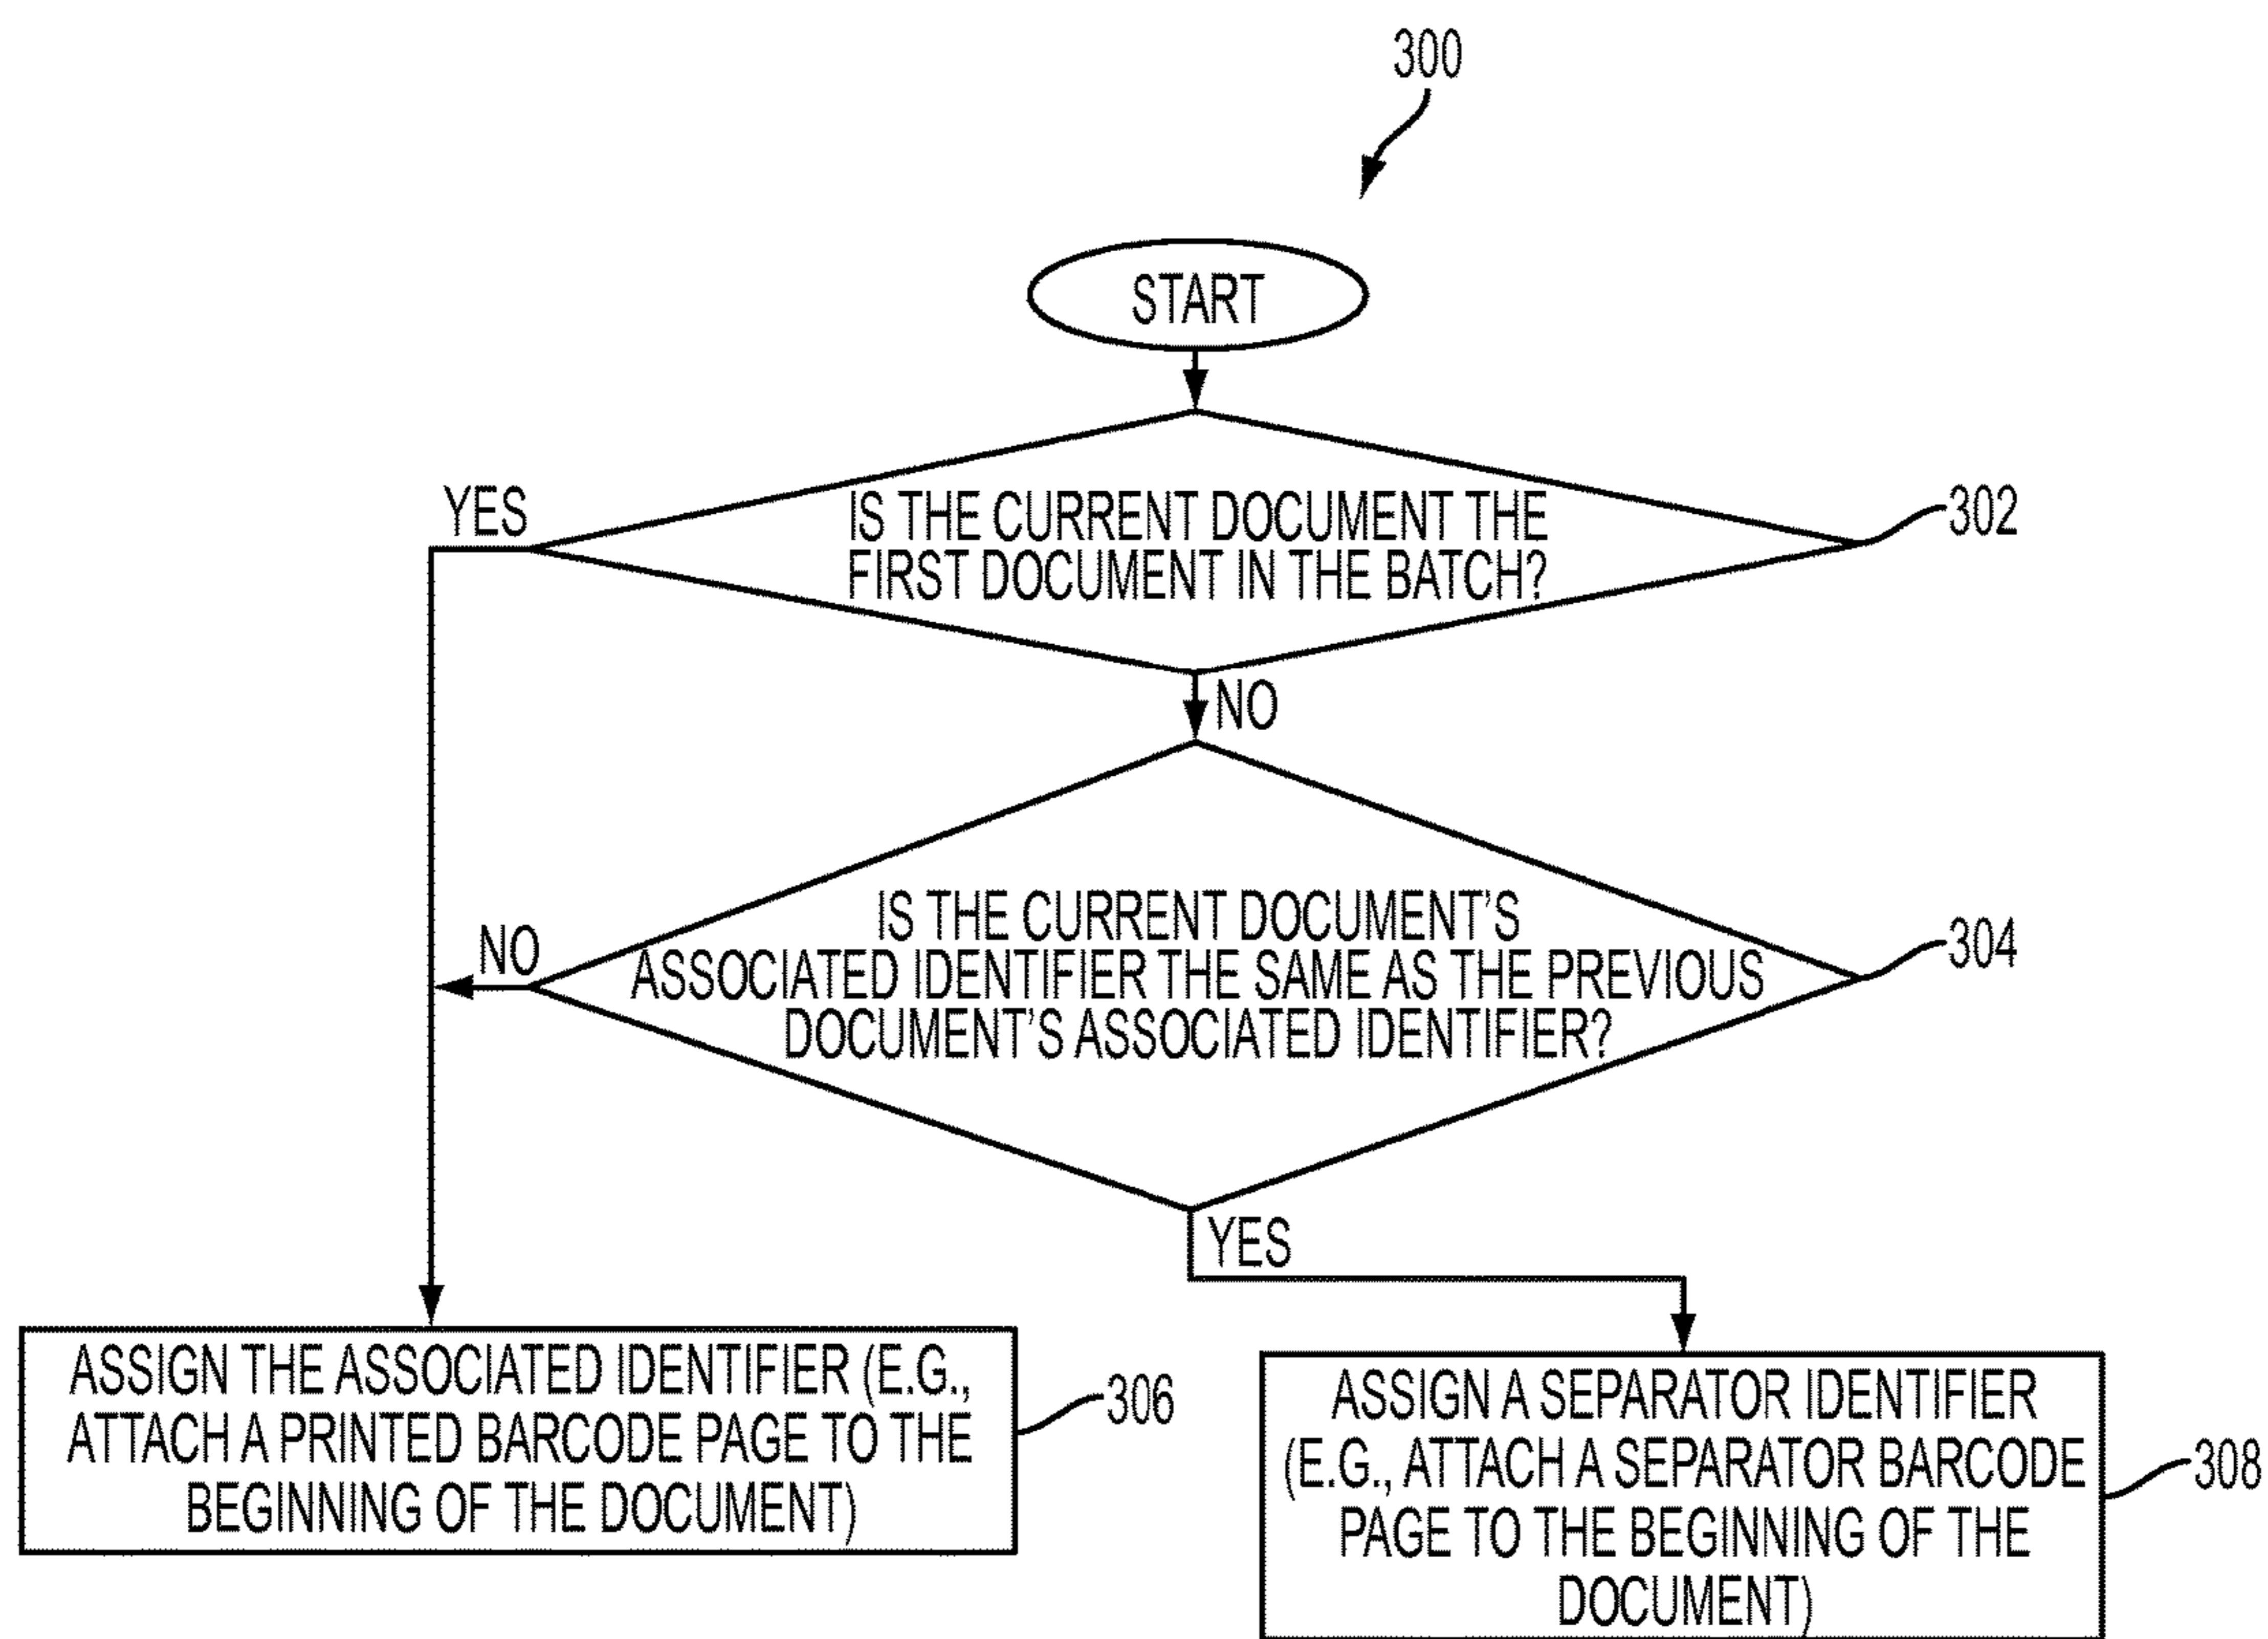 300
START
YES
IS THE CURRENT DOCUMENT THE
FIRST DOCUMENT IN THE BATCH?
302
NO
IS THE CURRENT DOCUMENT'S
ASSOCIATED IDENTIFIER THE SAME AS THE PREVIOUS
DOCUMENT'S ASSOCIATED IDENTIFIER?
304
NO
YES
ASSIGN THE ASSOCIATED IDENTIFIER (E.G.,
ATTACH A PRINTED BARCODE PAGE TO THE
BEGINNING OF THE DOCUMENT)
306
ASSIGN A SEPARATOR IDENTIFIER
(E.G., ATTACH A SEPARATOR BARCODE
PAGE TO THE BEGINNING OF THE
DOCUMENT)
308